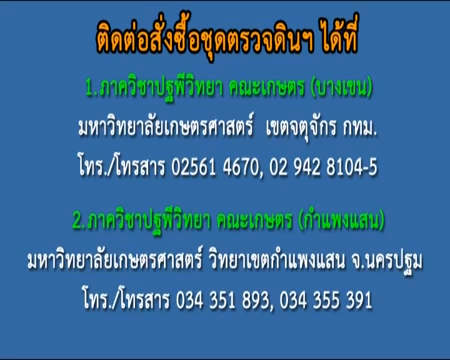 ติดต่อสั่งซื้อชุดตรวจดินฯ ได้ที่
1.ภาควิชาปฐพีวิทยา คณะเกษตร (บางเขน)
มหาวิทยาลัยเกษตรศาสตร์ เขตจตุจักร กทม.
โทร./โทรสาร 02561 4670, 02 942 8104-5
2.ภาควิชาปฐพีวิทยา คณะเกษตร (กำแพงแสน)
มหาวิทยาลัยเกษตรศาสตร์ วิทยาเขตกำแพงแสน จ.นครปฐม
โทร./โทรสาร 034 351 893, 034 355 391